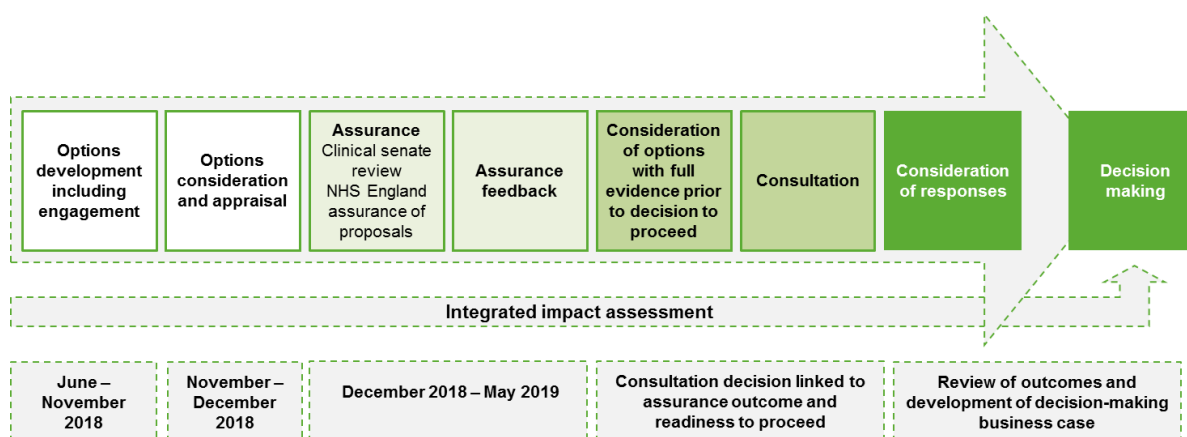 Options
development
including
engagement
Options
consideration
and appraisal
Assurance
Clinical senate
review
NHS England
assurance of
proposals
Assurance
feedback
Consideration
of options
with full
evidence prior
to decision to
proceed
Consultation
Consideration
of responses
Decision
making
Integrated impact assessment
June –
November
2018
November –
December
2018
December 2018 – May 2019
Consultation decision linked to
assurance outcome and
readiness to proceed
Review of outcomes and
development of decision-making
business case